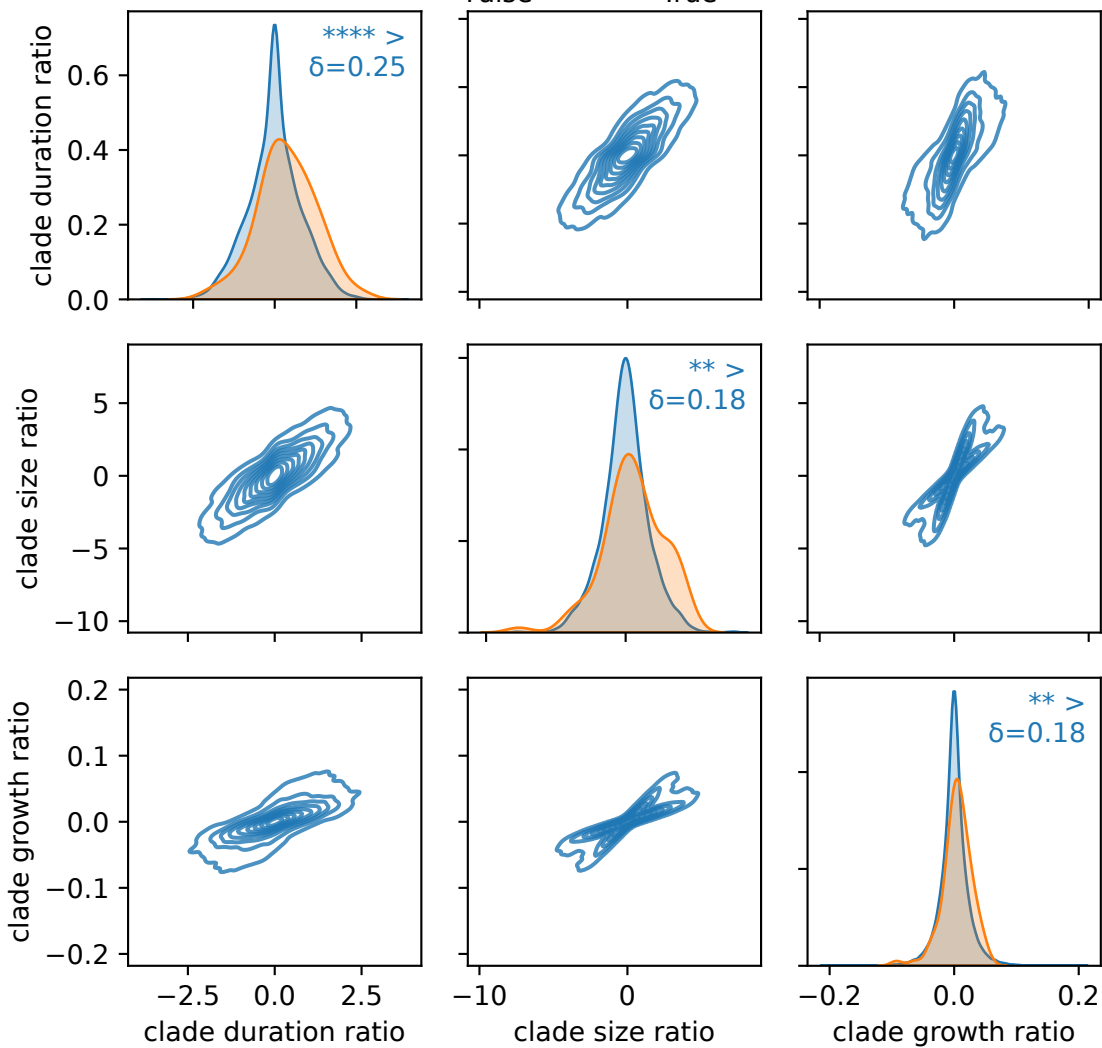 clade duration ratio
0.6
0.4
0.2
0.0
**** >
δ=0.25
clade size ratio
5
0
−5
−10
** >
δ=0.18
clade growth ratio
0.2
0.1
0.0
−0.1
−0.2
** >
δ=0.18
−2.5 0.0 2.5
−10 0
−0.2 0.0 0.2
clade duration ratio
clade size ratio
clade growth ratio